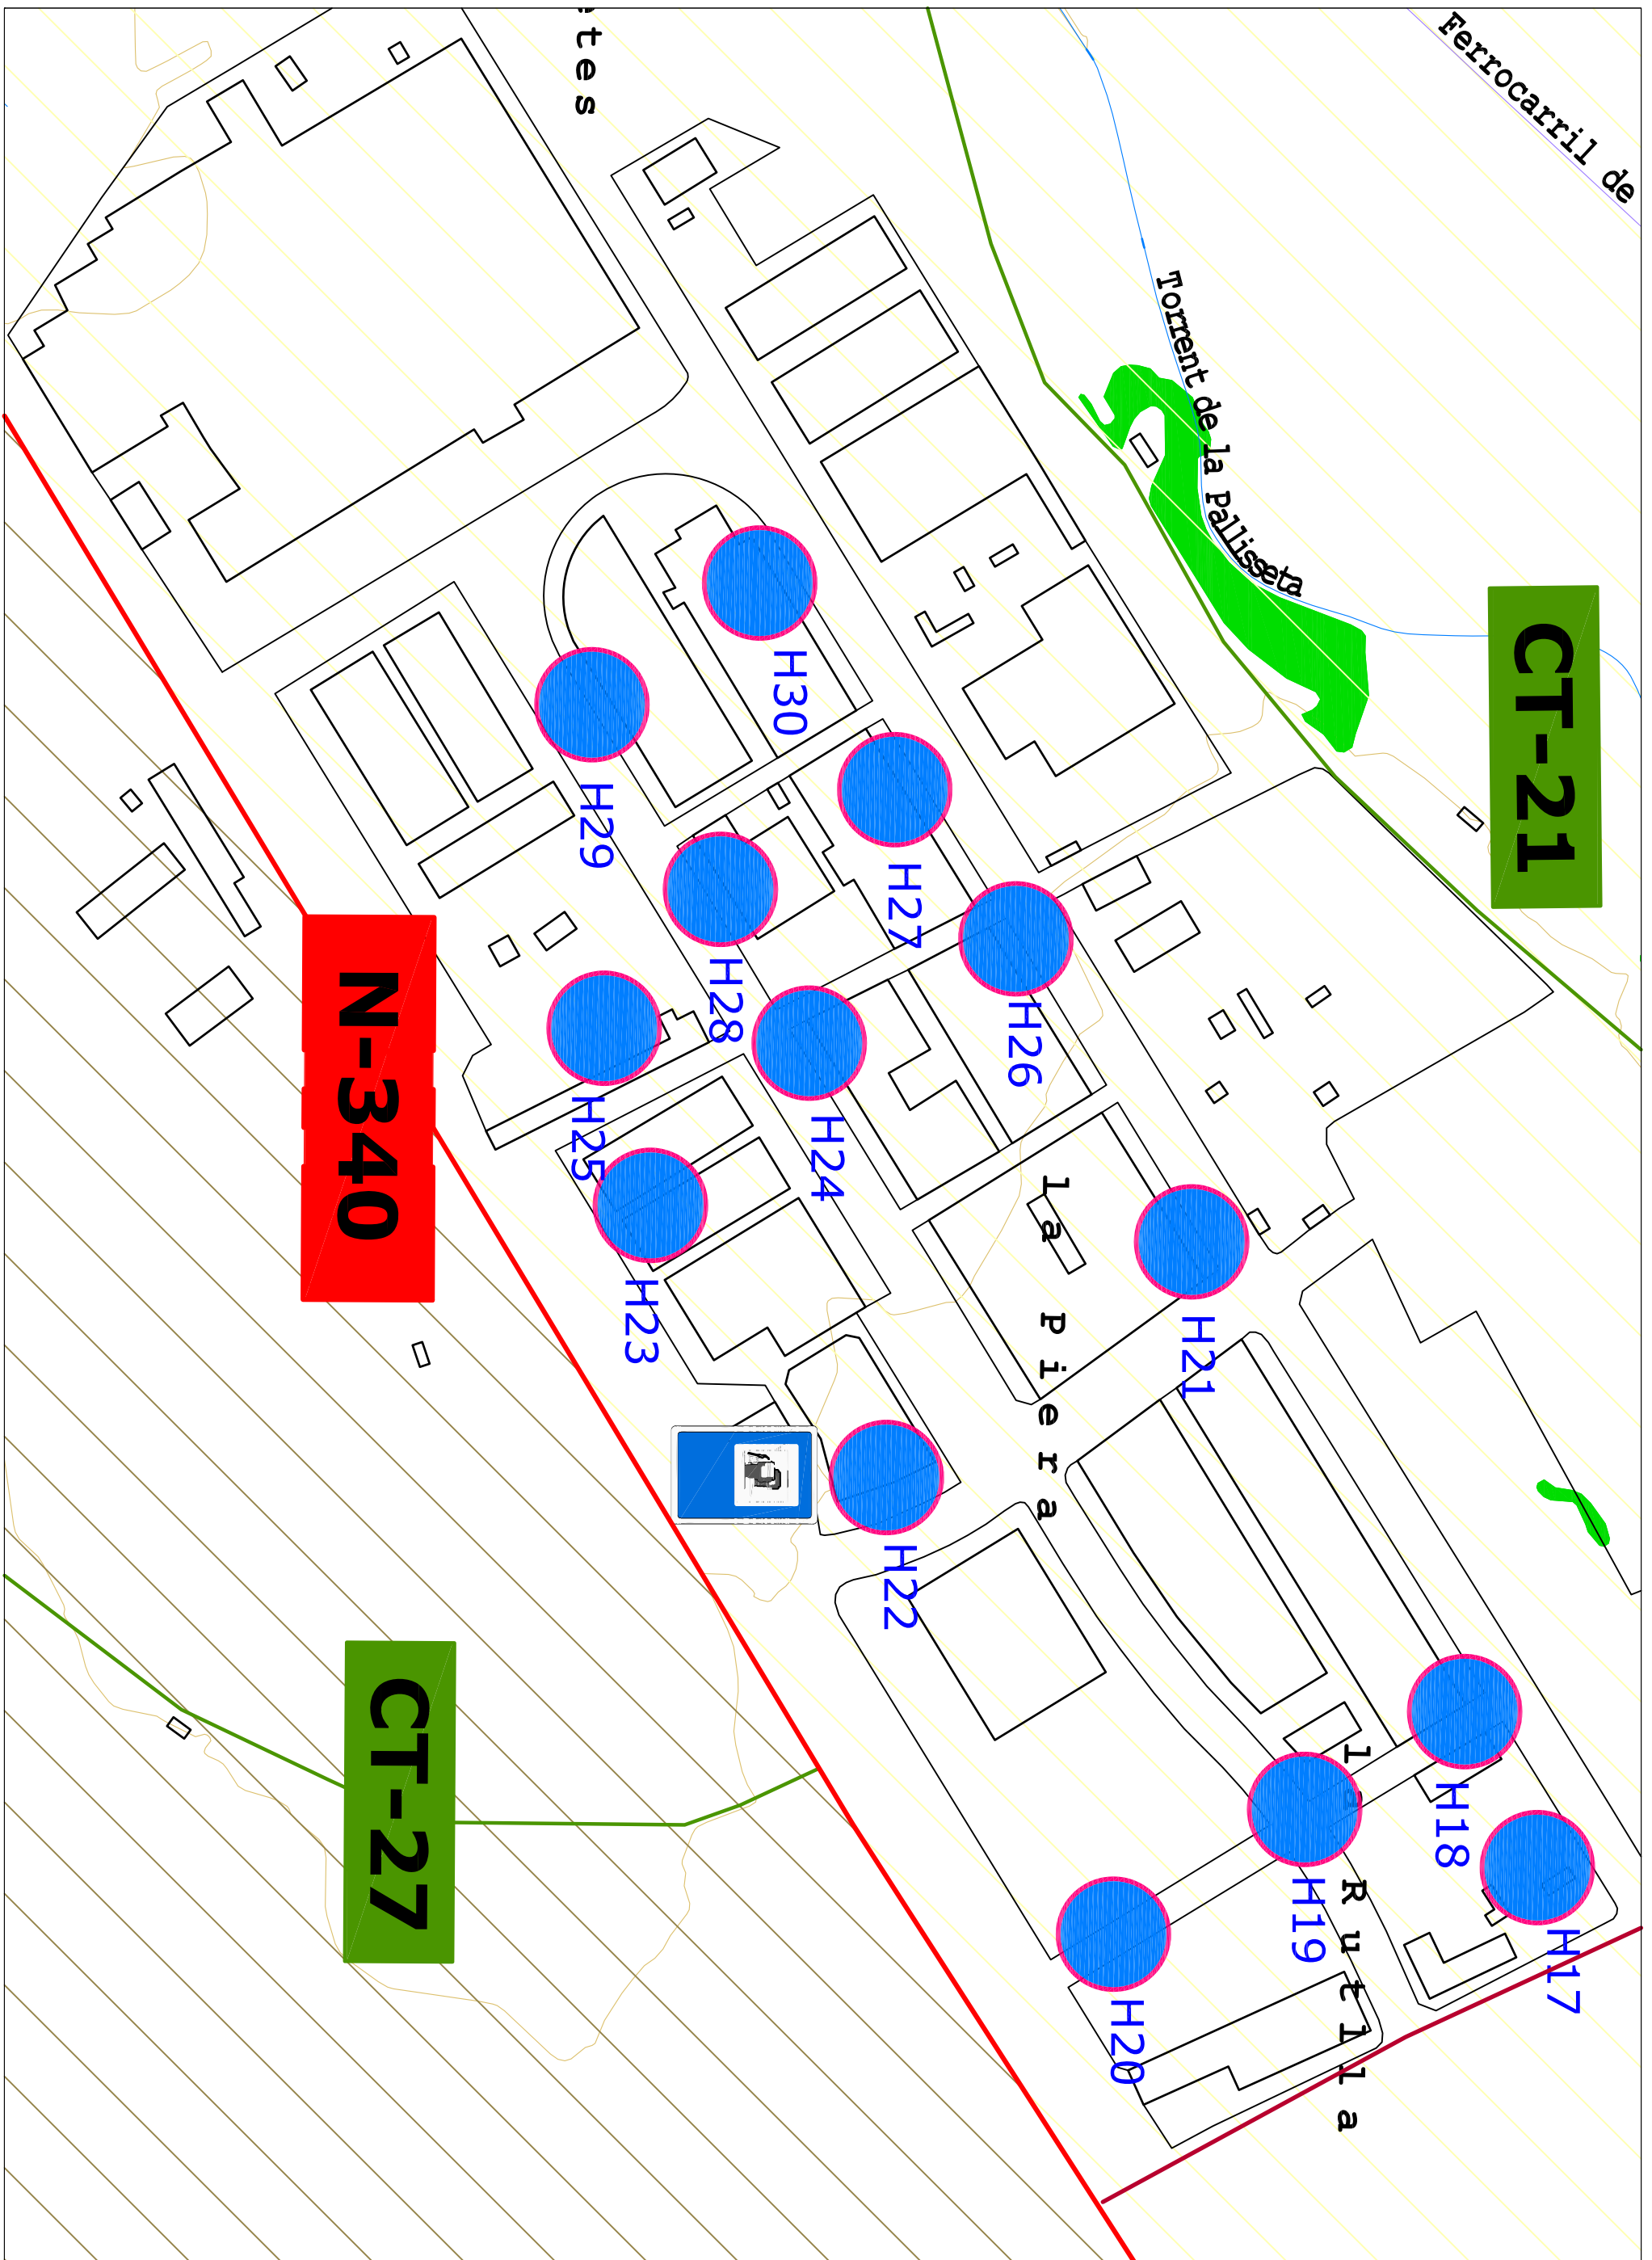 Ferrocarril de
Torrent de la Pallisseta
CT-21
H17
H18
la Rutlla
H19
H21
H20
la Piera
H26
H27
H22
H24
H30
H28
H23
H29
H25
tes
N-340
CT-27